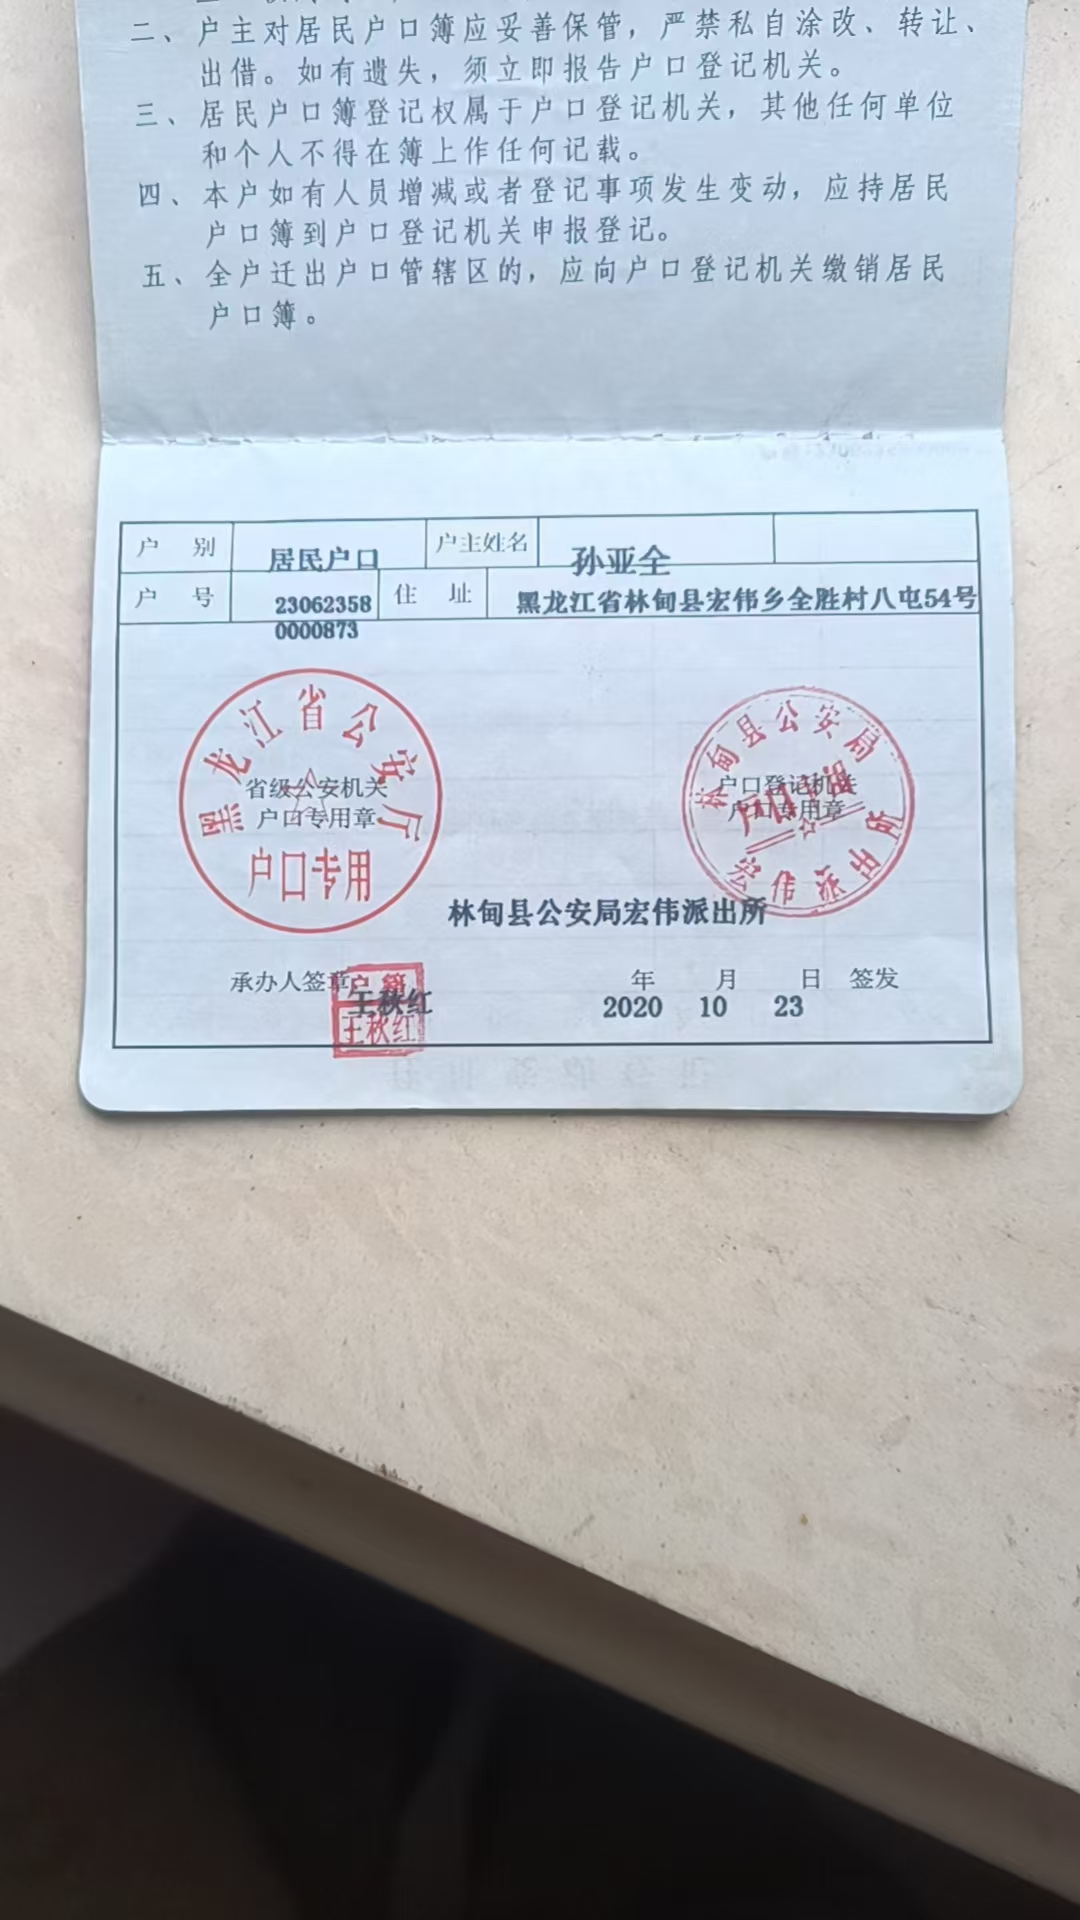 二、户主对居民户口簿应妥善保管，严禁私自涂改、转让、
出借。如有遗失，须立即报告户口登记机关。
三、居民户口簿登记权属于户口登记机关，其他任何单位
和个人不得在簿上作任何记载。
四、本户如有人员增减或者登记事项发生变动，应持居民
户口簿到户口登记机关申报登记。
五、全户迁出户口管辖区的，应向户口登记机关缴销居民
户口簿。
户 别 居民户口 户主姓名 孙亚全
户 号 23062358 住 址 黑龙江省林甸县宏伟乡全胜村八屯54号
0000873
黑龙江省公安厅
省级公安机关
户口专用章
户口专用
林甸县公安局
户口登记机关
户口专用章
户口专用
宏伟派出所
林甸县公安局宏伟派出所
承办人签章 王秋红
户籍
王秋红
年 月 日 签发
2020 10 23